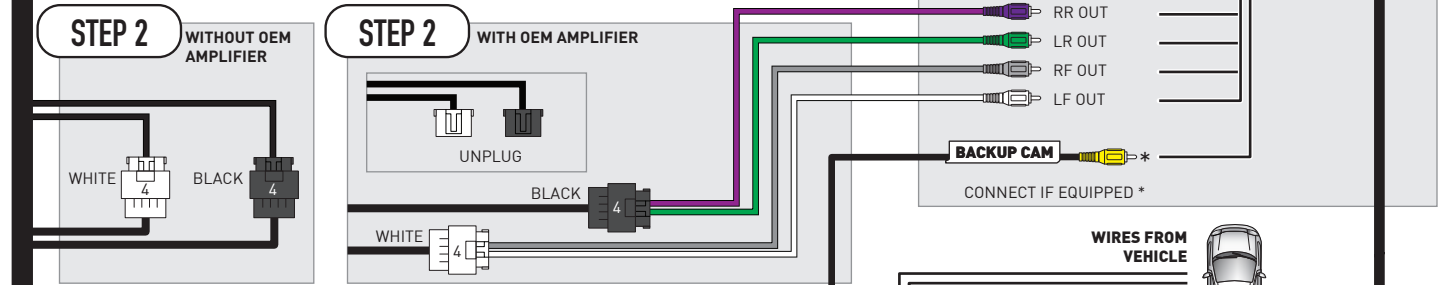 STEP 2
WITHOUT OEM
AMPLIFIER
WHITE
4
BLACK
4
STEP 2
WITH OEM AMPLIFIER
UNPLUG
BLACK
4
WHITE
4
RR OUT
LR OUT
RF OUT
LF OUT
BACKUP CAM
*
CONNECT IF EQUIPPED *
WIRES FROM
VEHICLE